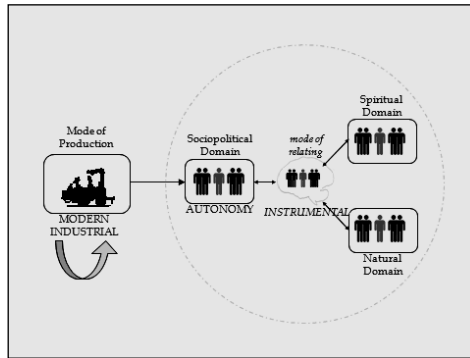 Mode of
Production
MODERN
INDUSTRIAL
Sociopolitical
Domain
AUTONOMY
mode of
relating
INSTRUMENTAL
Spiritual
Domain
Natural
Domain